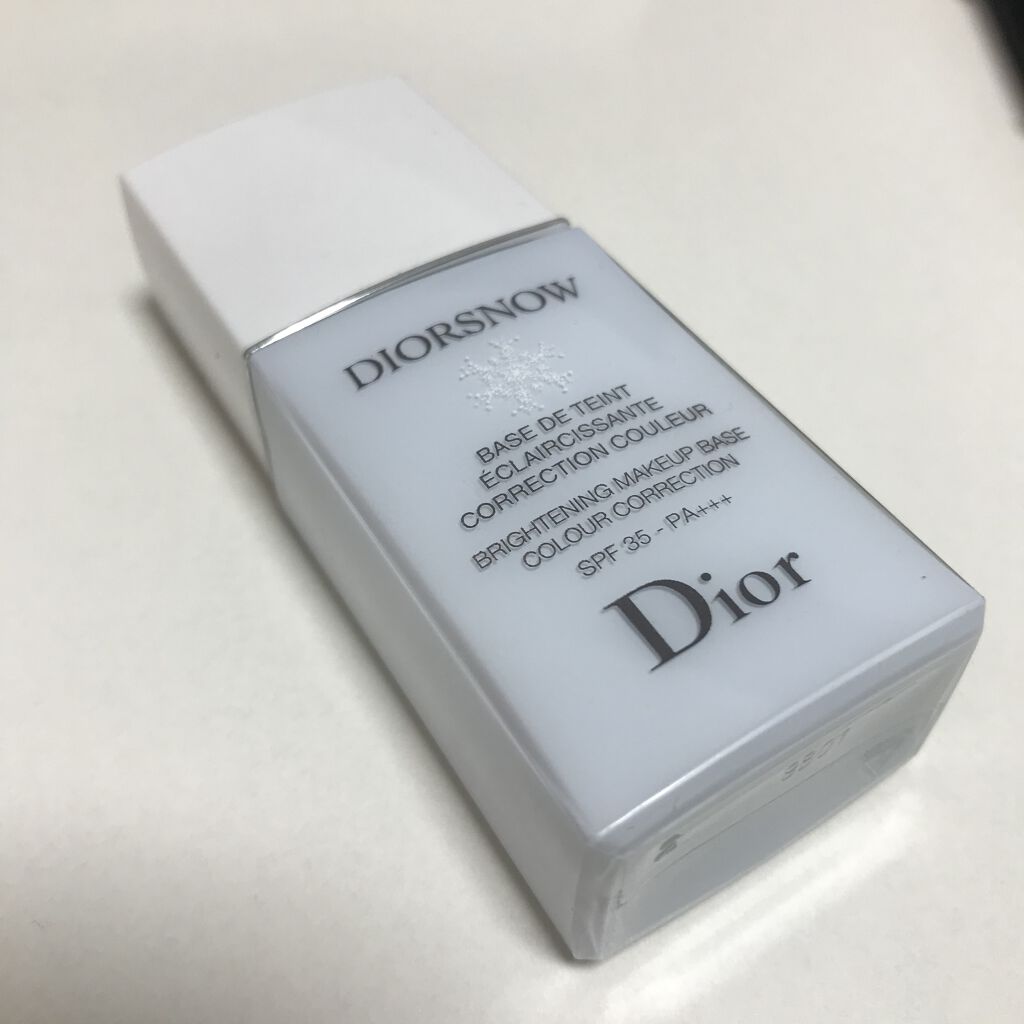 DIORSNOW
BASE DE TEINT
ÉCLAIRCISSANTE
CORRECTION COULEUR
BRIGHTENING MAKEUP BASE
COLOUR CORRECTION
SPF 35 - PA+++
Dior